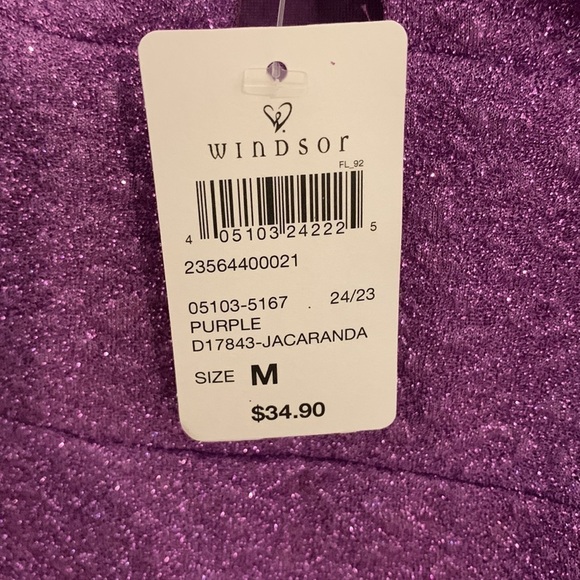 WINDSOR
FL_92
4 05103 24222 5
23564400021
05103-5167 . 24/23
PURPLE
D17843-JACARANDA
SIZE M
$34.90